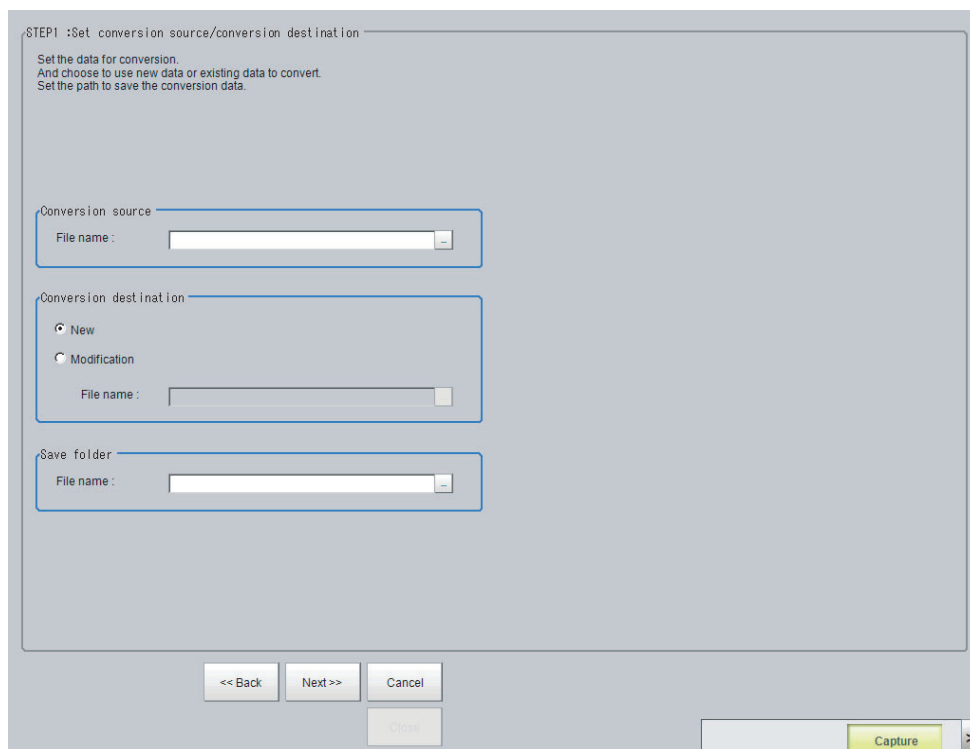 STEP1 :Set conversion source/conversion destination
Set the data for conversion.
And choose to use new data or existing data to convert.
Set the path to save the conversion data.
Conversion source
File name :
...
Conversion destination
New
Modification
File name :
Save folder
File name :
...
<< Back Next >> Cancel
Close
Capture
>